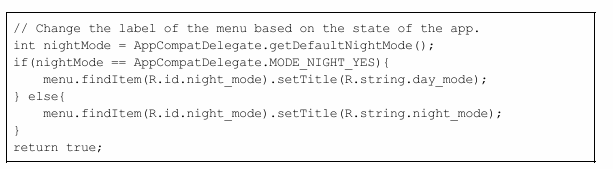 // Change the label of the menu based on the state of the app.
int nightMode = AppCompatDelegate.getDefaultNightMode();
if(nightMode == AppCompatDelegate.MODE_NIGHT_YES){
    menu.findItem(R.id.night_mode).setTitle(R.string.day_mode);
} else{
    menu.findItem(R.id.night_mode).setTitle(R.string.night_mode);
}
return true;